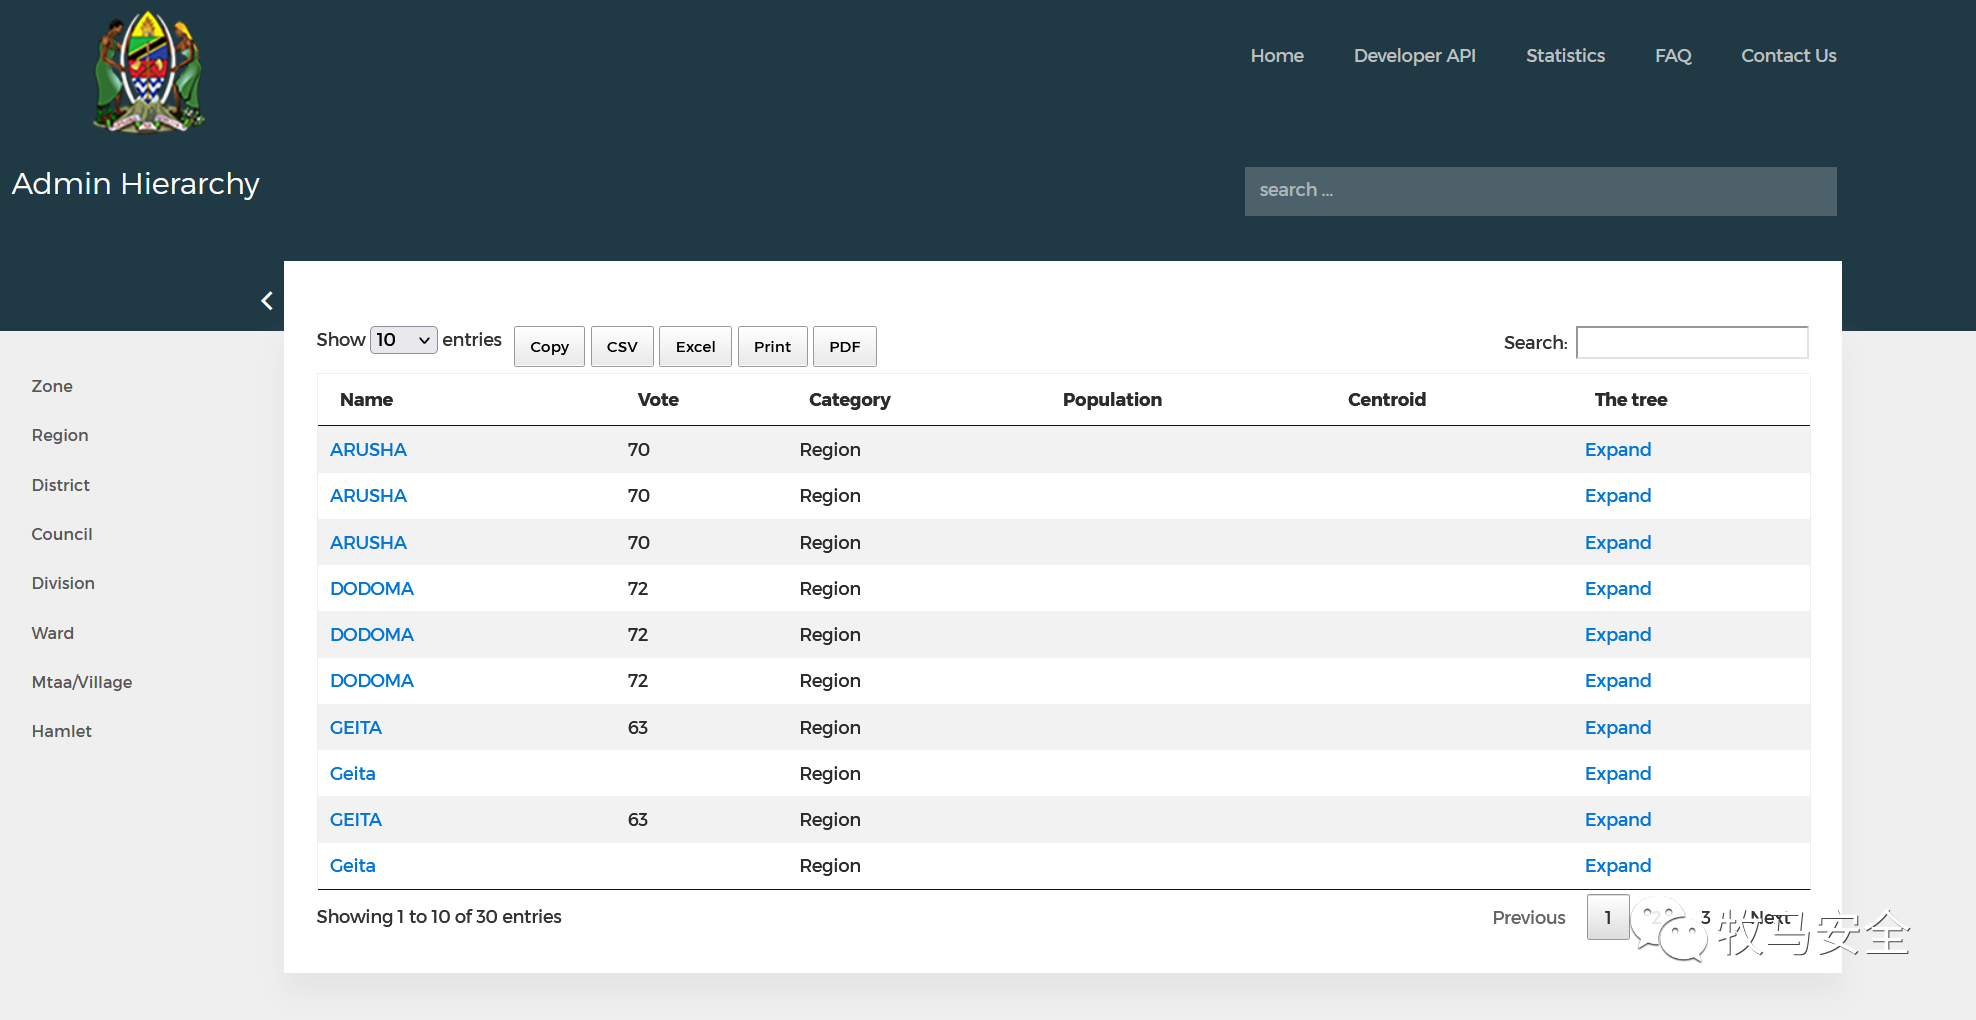 Home Developer API Statistics FAQ Contact Us
Admin Hierarchy
search ...
Show 10 entries Copy CSV Excel Print PDF Search:
Zone
Region
District
Council
Division
Ward
Mtaa/Village
Hamlet
Name Vote Category Population Centroid The tree
ARUSHA 70 Region Expand
ARUSHA 70 Region Expand
ARUSHA 70 Region Expand
DODOMA 72 Region Expand
DODOMA 72 Region Expand
DODOMA 72 Region Expand
GEITA 63 Region Expand
Geita Region Expand
GEITA 63 Region Expand
Geita Region Expand
Showing 1 to 10 of 30 entries Previous 1 2 3 Next
牧马安全